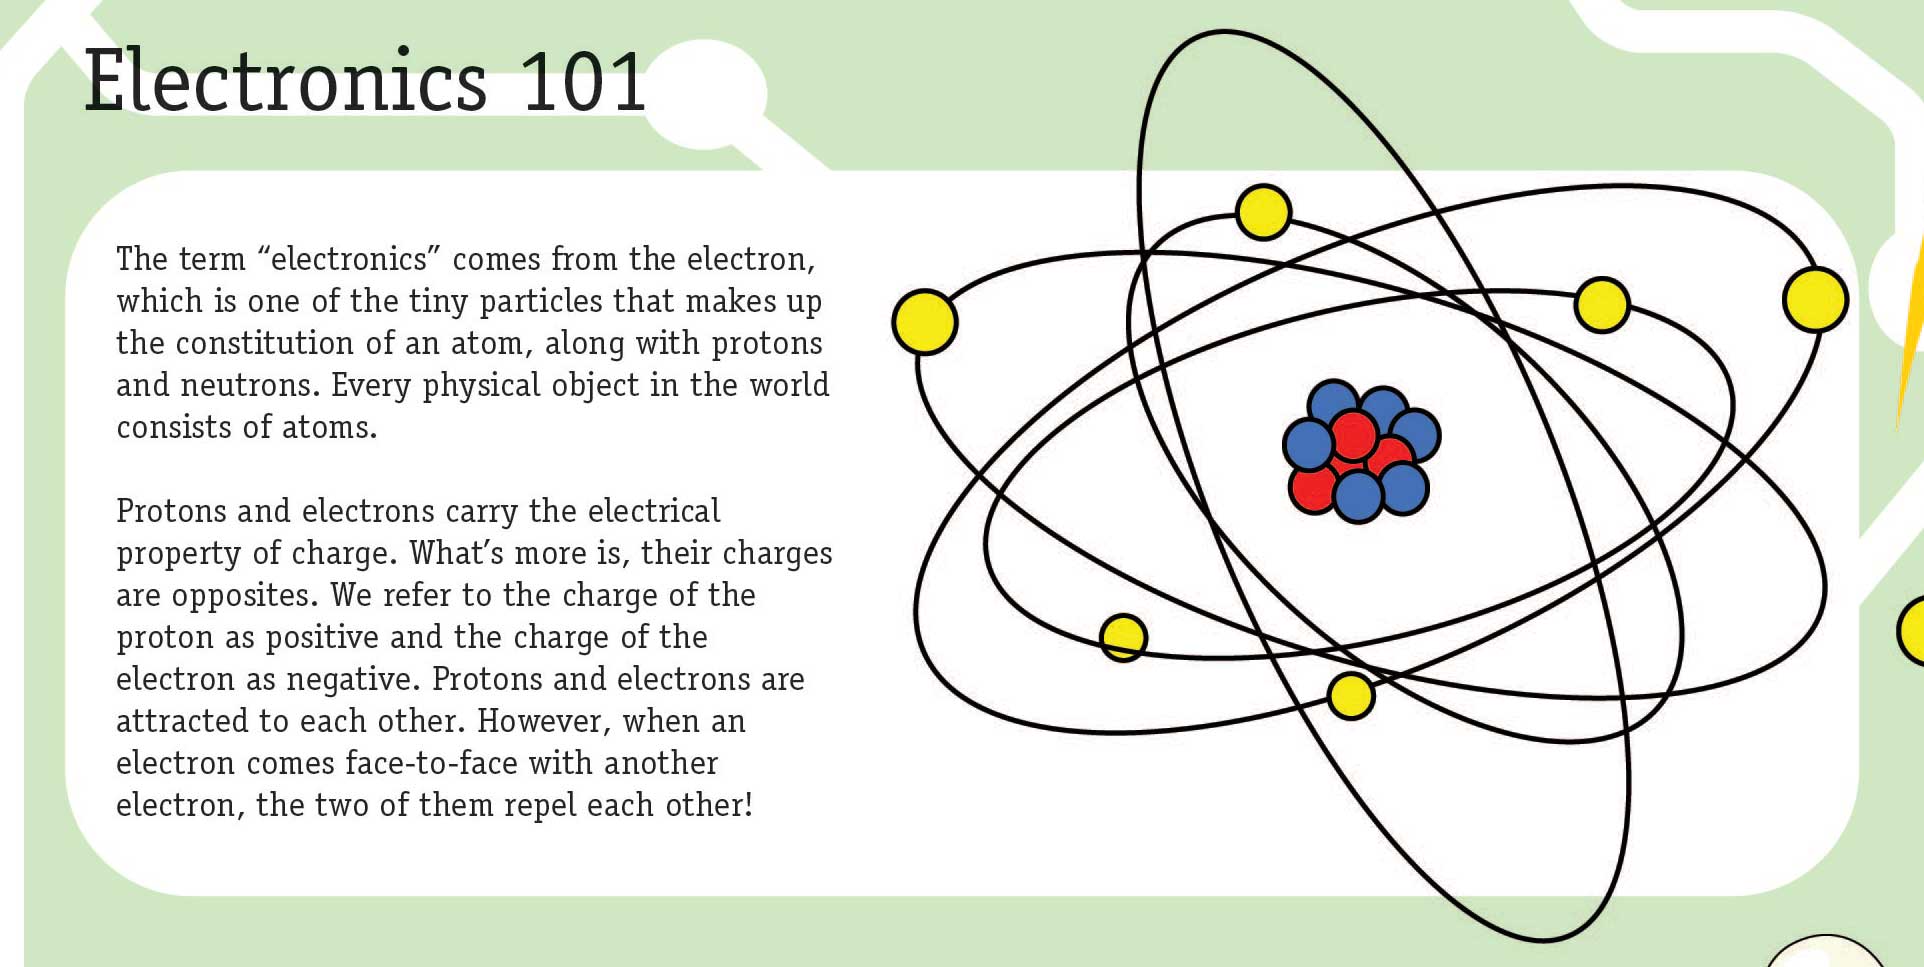 Electronics 101
The term “electronics” comes from the electron,
which is one of the tiny particles that makes up
the constitution of an atom, along with protons
and neutrons. Every physical object in the world
consists of atoms.
Protons and electrons carry the electrical
property of charge. What’s more is, their charges
are opposites. We refer to the charge of the
proton as positive and the charge of the
electron as negative. Protons and electrons are
attracted to each other. However, when an
electron comes face-to-face with another
electron, the two of them repel each other!